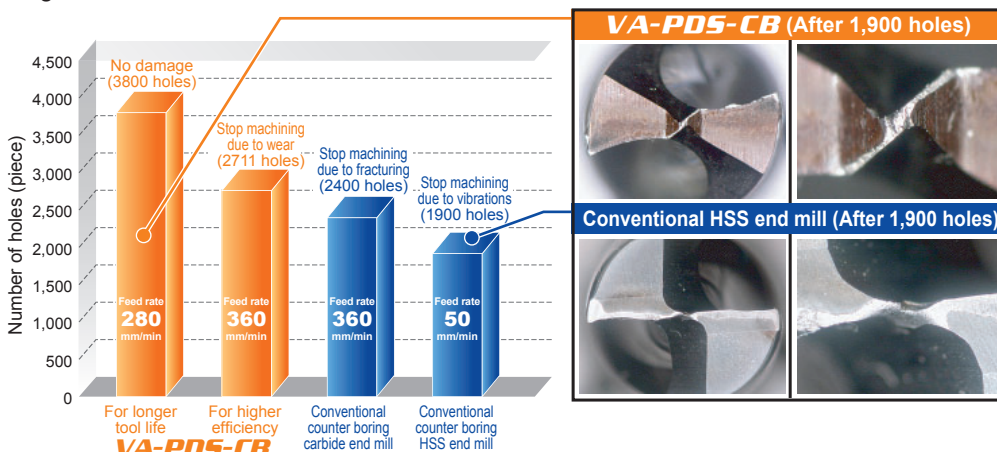 VA-PDS-CB (After 1,900 holes)
Conventional HSS end mill (After 1,900 holes)
Number of holes (piece)
4,500
4,000
3,500
3,000
2,500
2,000
1,500
1,000
500
0
No damage
(3800 holes)
Stop machining
due to wear
(2711 holes)
Stop machining
due to fracturing
(2400 holes)
Stop machining
due to vibrations
(1900 holes)
Feed rate
280
mm/min
Feed rate
360
mm/min
Feed rate
360
mm/min
Feed rate
50
mm/min
For longer
tool life
For higher
efficiency
VA-PDS-CB
Conventional
counter boring
carbide end mill
Conventional
counter boring
HSS end mill